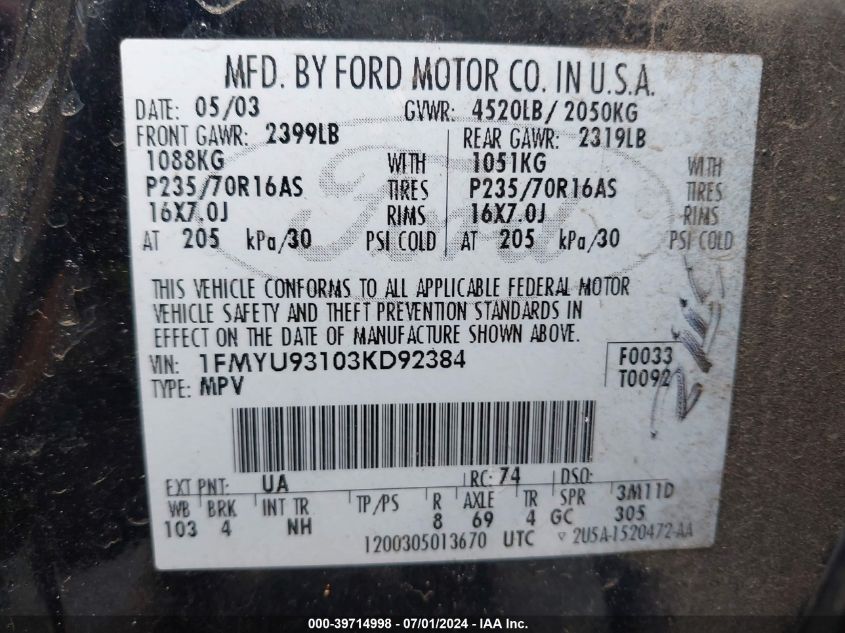 MFD. BY FORD MOTOR CO. IN U.S.A.
DATE: 05/03 GVWR: 4520LB/ 2050KG
FRONT GAWR: 2399LB REAR GAWR: 2319LB
1088KG WITH 1051KG WITH
P235/70R16AS TIRES P235/70R16AS TIRES
16X7.0J RIMS 16X7.0J RIMS
AT 205 kPa/30 PSI COLD AT 205 kPa/30 PSI COLD
Ford
THIS VEHICLE CONFORMS TO ALL APPLICABLE FEDERAL MOTOR
VEHICLE SAFETY AND THEFT PREVENTION STANDARDS IN
EFFECT ON THE DATE OF MANUFACTURE SHOWN ABOVE.
VIN: 1FMYU93103KD92384 F0033
TYPE: MPV T0092
EXT PNT: UA RC: 74 DSO:
WB BRK INT TR TP/PS R AXLE TR SPR 3M11D
103 4 NH 8 69 4 GC 305
1200305013670 UTC 2U5A-1520472-AA
000-39714998 - 07/01/2024 - IAA Inc.